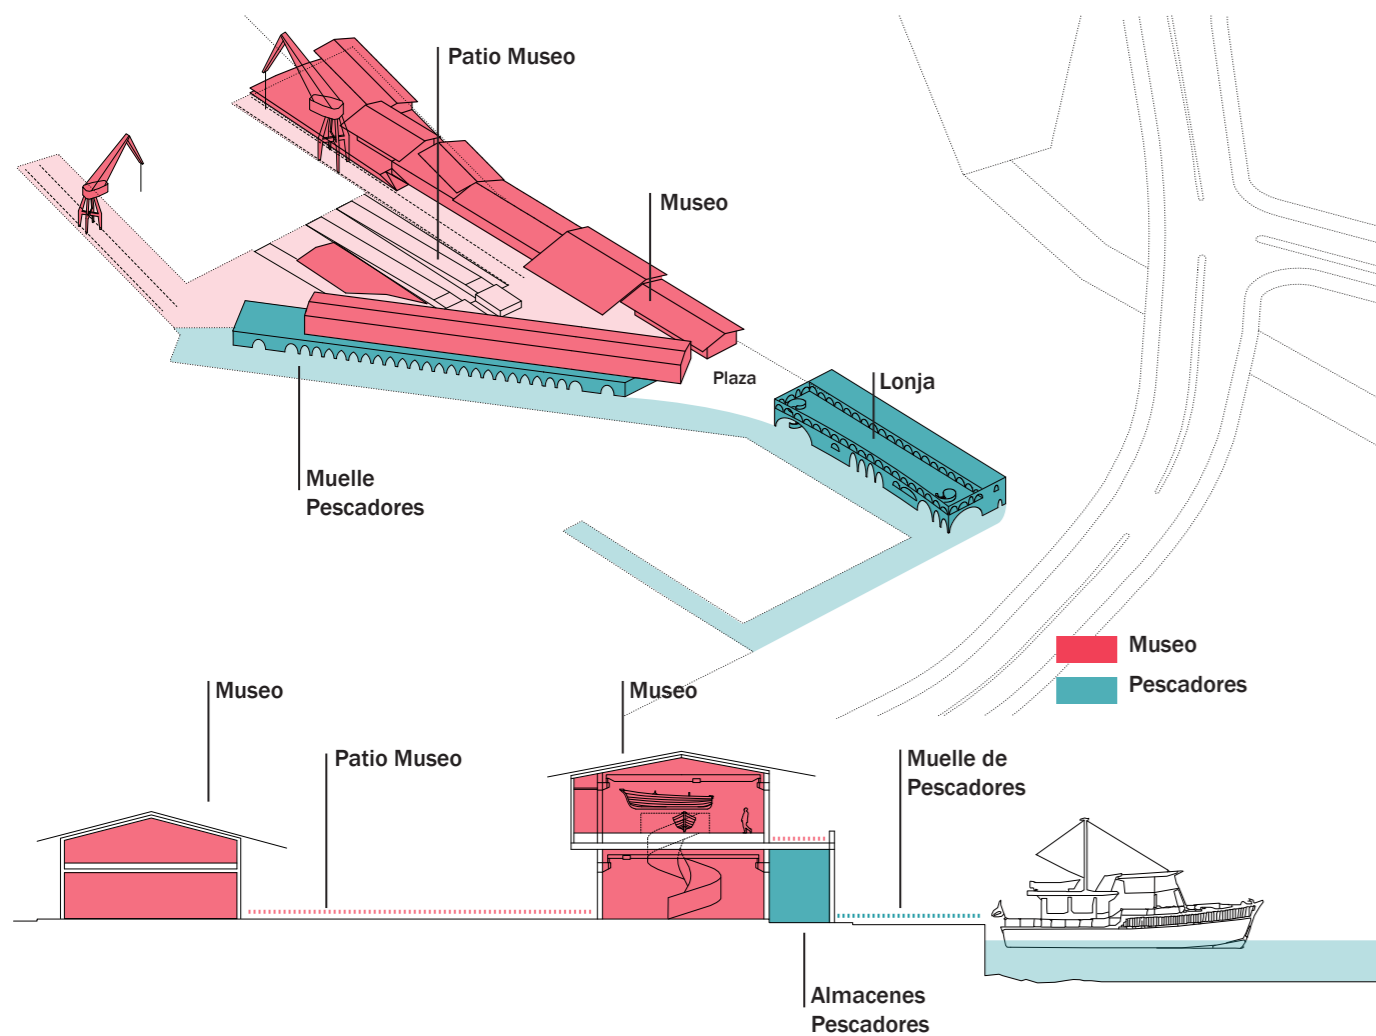 Patio Museo
Museo
Plaza
Lonja
Muelle
Pescadores
Museo
Pescadores
Museo
Museo
Patio Museo
Muelle de
Pescadores
Almacenes
Pescadores